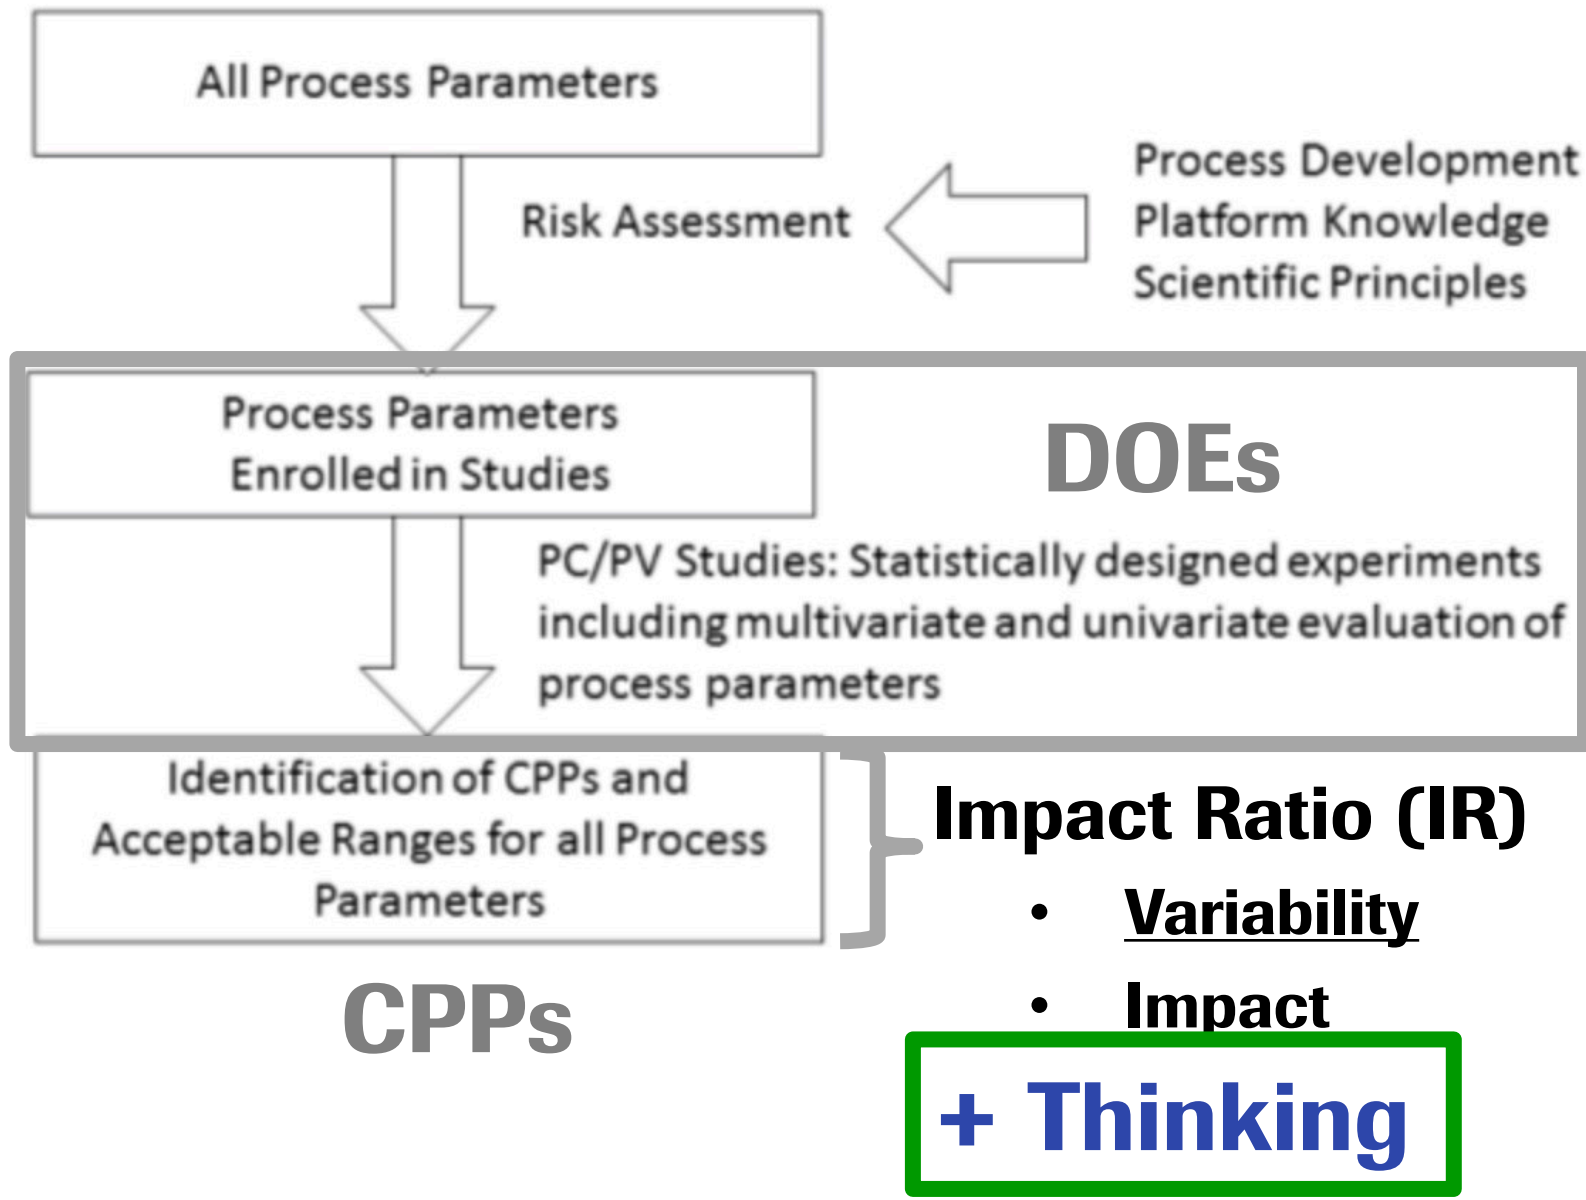 All Process Parameters
Risk Assessment
Process Development
Platform Knowledge
Scientific Principles
Process Parameters
Enrolled in Studies
DOEs
PC/PV Studies: Statistically designed experiments
including multivariate and univariate evaluation of
process parameters
Identification of CPPs and
Acceptable Ranges for all Process
Parameters
CPPs
Impact Ratio (IR)
• Variability
• Impact
+ Thinking